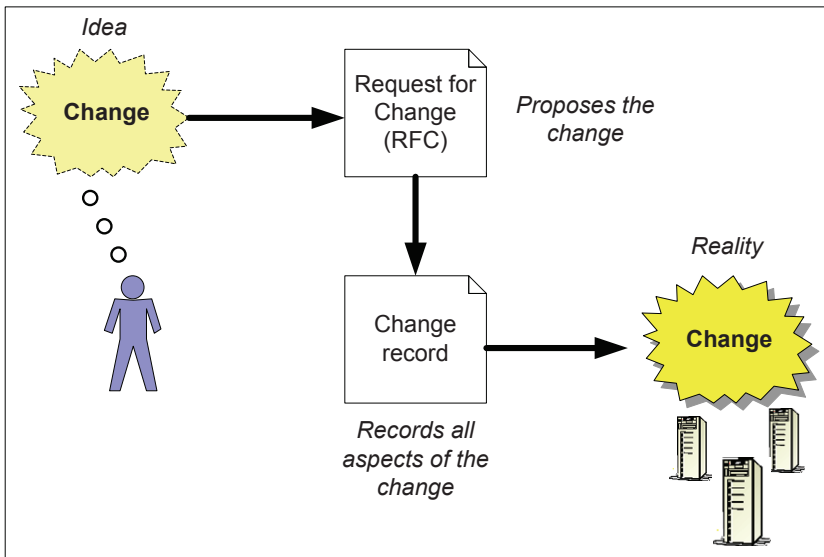 Idea
Change
Request for
Change
(RFC)
Proposes the
change
Change
record
Records all
aspects of the
change
Reality
Change